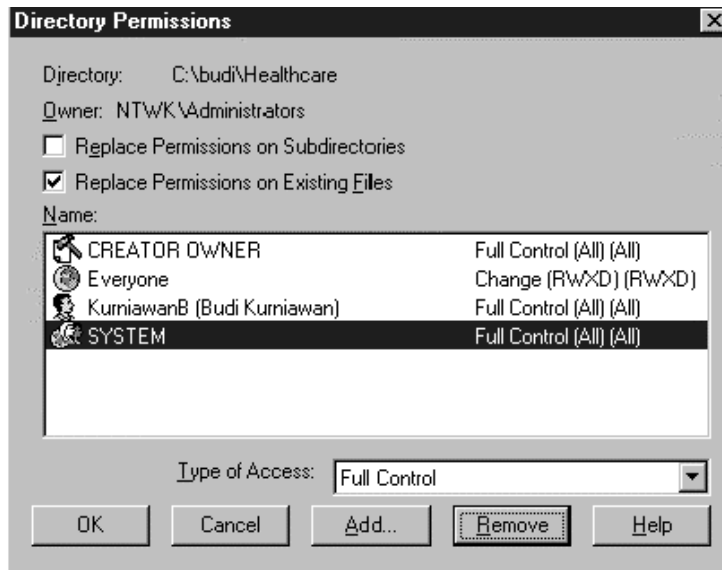 Directory Permissions
Directory: C:\budi\Healthcare
Owner: NTWK\Administrators
Replace Permissions on Subdirectories
Replace Permissions on Existing Files
Name:
CREATOR OWNER Full Control (All) (All)
Everyone Change (RWXD) (RWXD)
KurniawanB (Budi Kurniawan) Full Control (All) (All)
SYSTEM Full Control (All) (All)
Type of Access: Full Control
OK Cancel Add... Remove Help